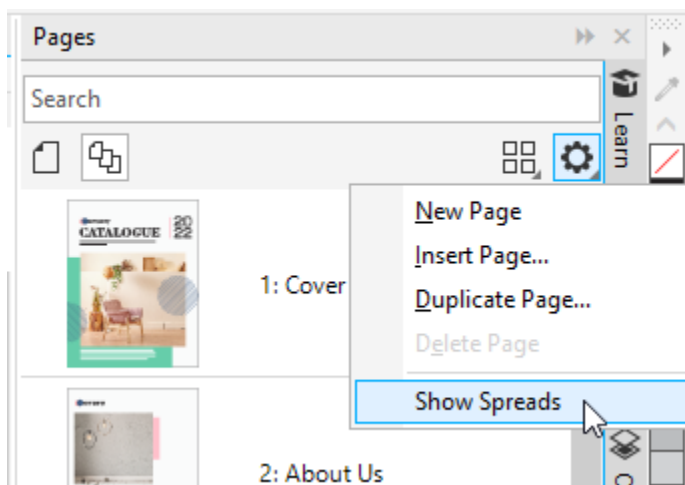 Pages
Search
Learn
CATALOGUE
20
22
1: Cover
New Page
Insert Page...
Duplicate Page...
Delete Page
Show Spreads
2: About Us